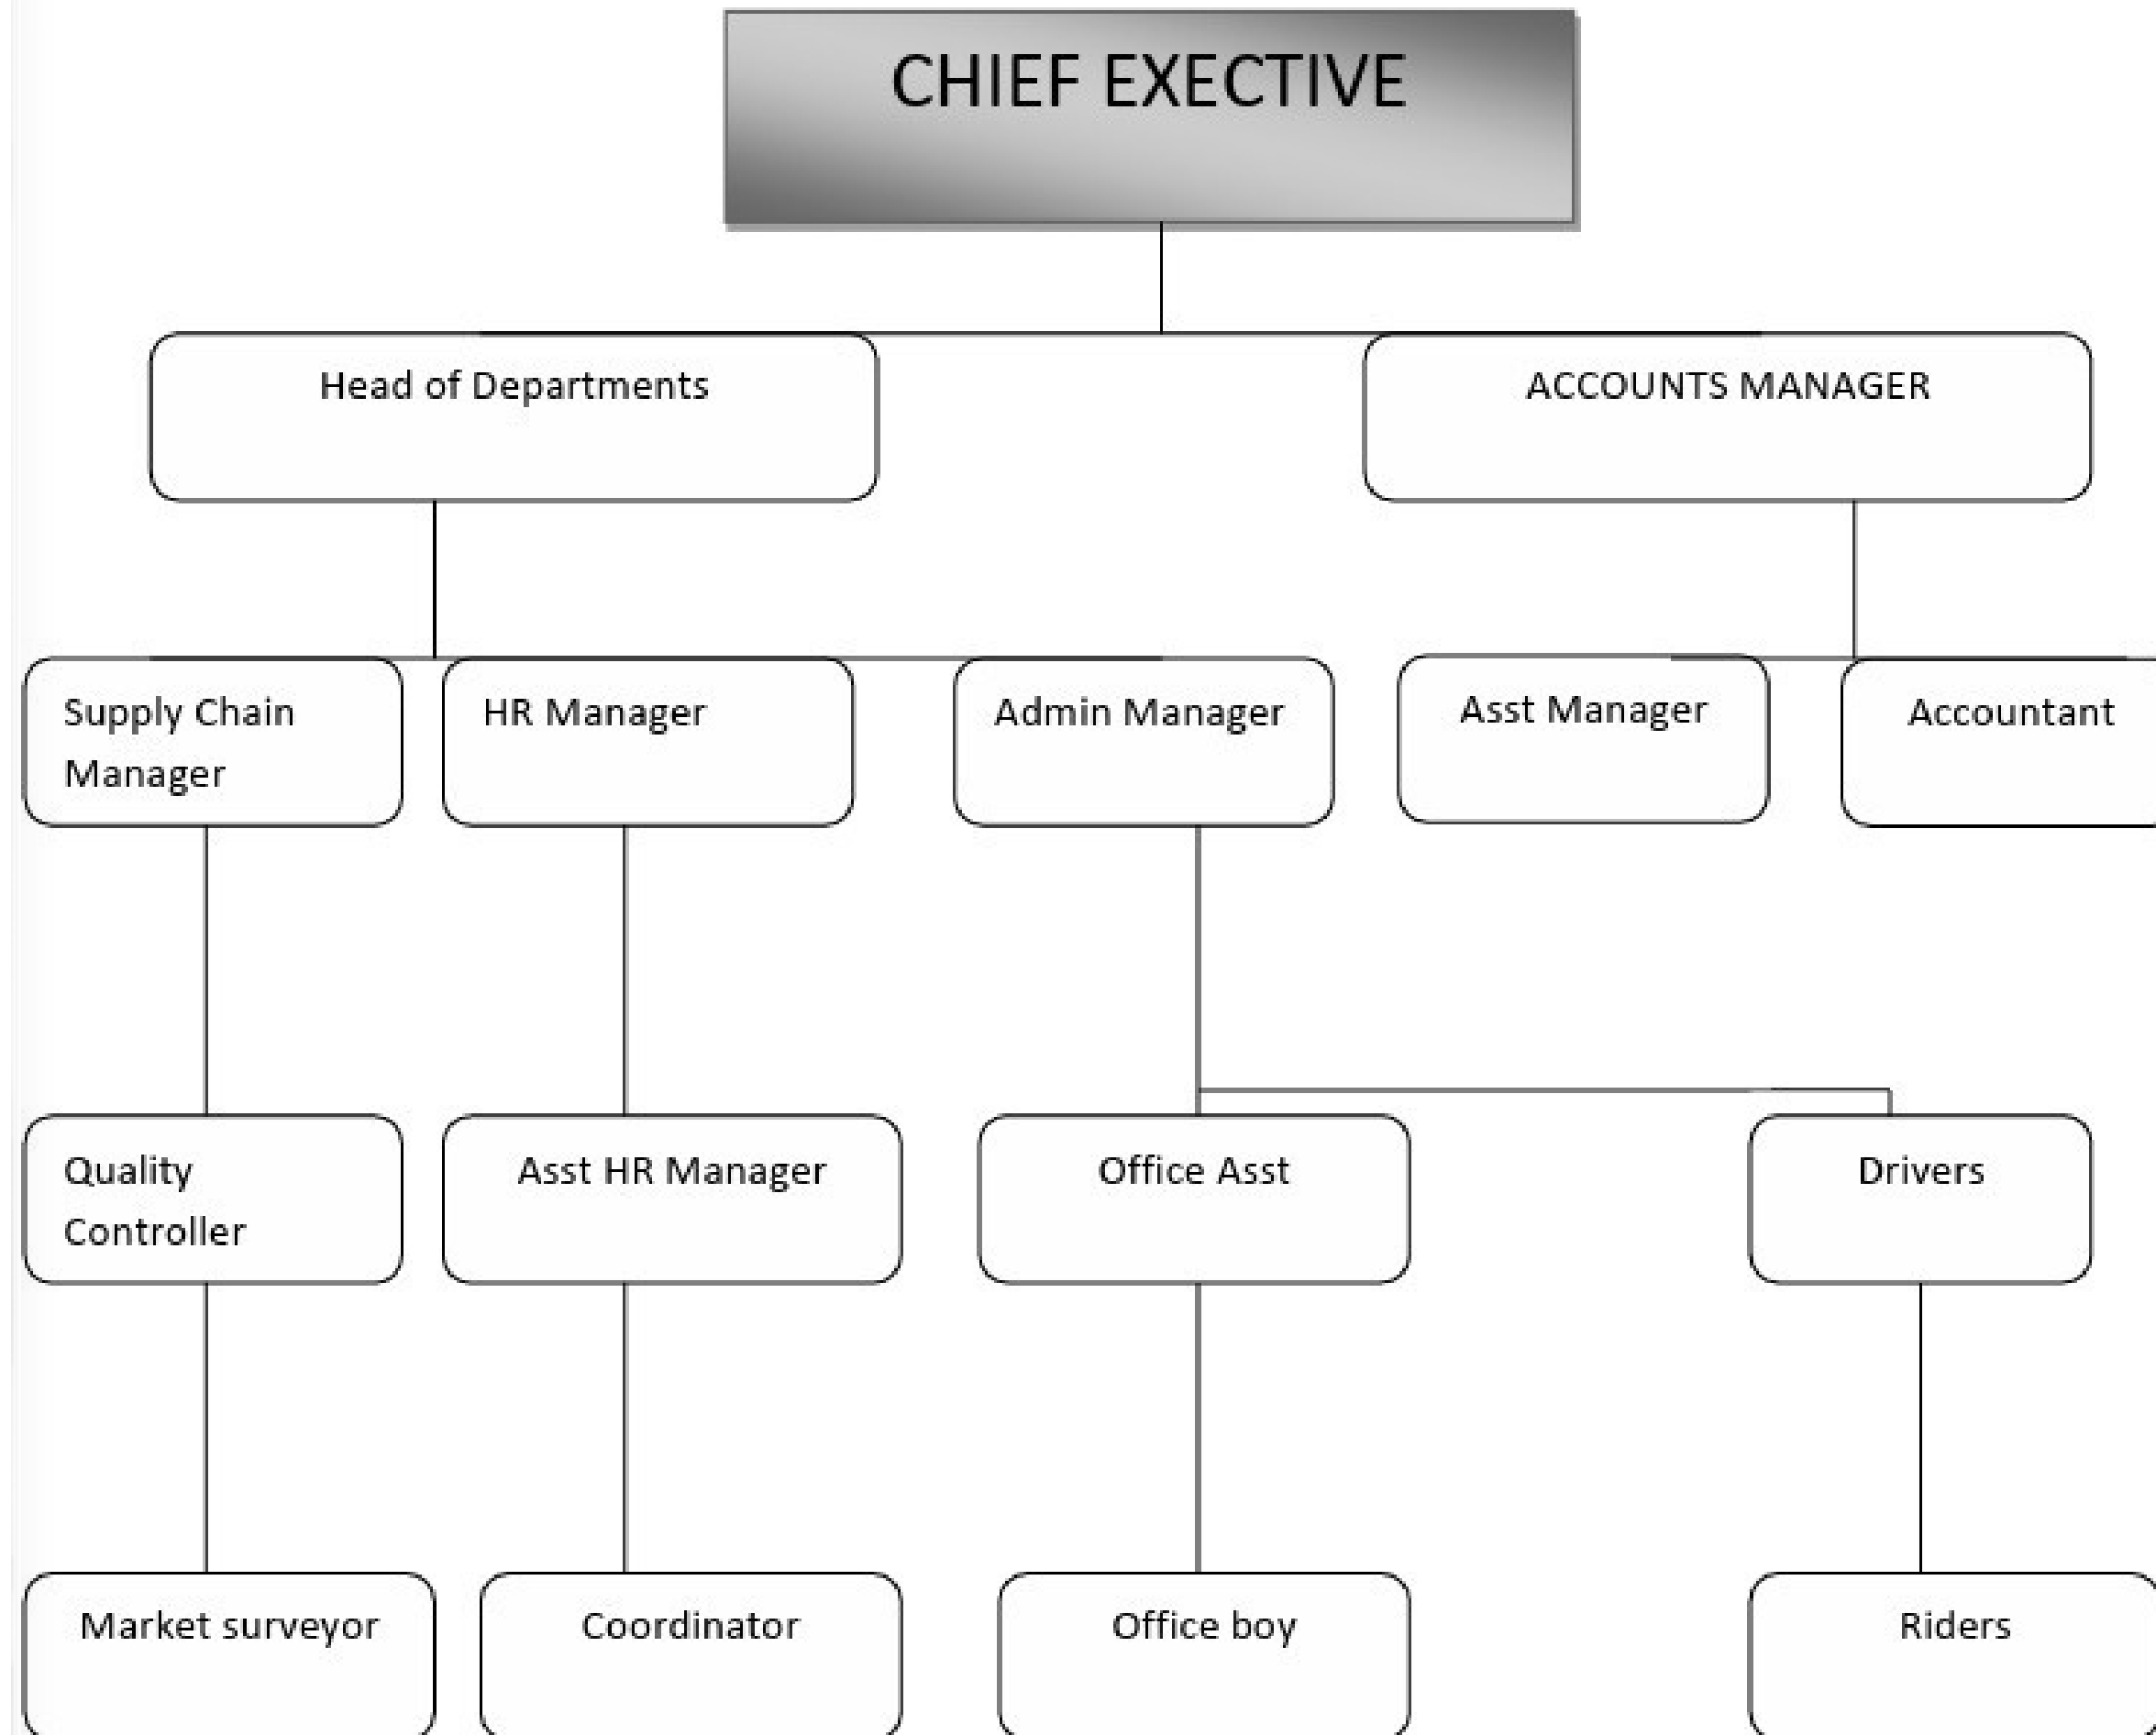 CHIEF EXECTIVE
Head of Departments
ACCOUNTS MANAGER
Supply Chain
Manager
HR Manager
Admin Manager
Asst Manager
Accountant
Quality
Controller
Asst HR Manager
Office Asst
Drivers
Market surveyor
Coordinator
Office boy
Riders